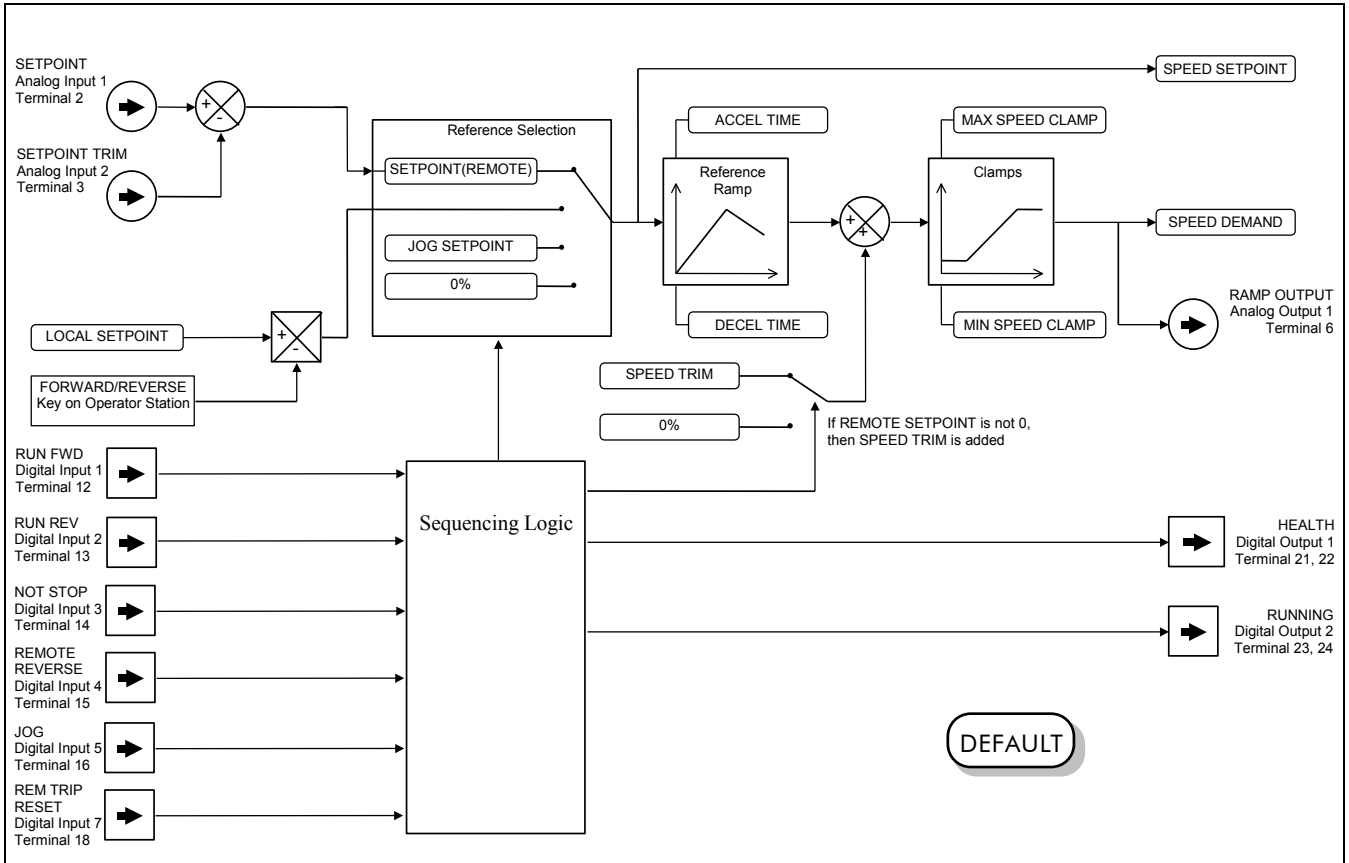 SETPOINT
Analog Input 1
Terminal 2
+
-
SETPOINT TRIM
Analog Input 2
Terminal 3
Reference Selection
SETPOINT(REMOTE)
JOG SETPOINT
0%
LOCAL SETPOINT
+
-
FORWARD/REVERSE
Key on Operator Station
SPEED SETPOINT
ACCEL TIME
Reference
Ramp
DECEL TIME
+
+
MAX SPEED CLAMP
Clamps
MIN SPEED CLAMP
SPEED DEMAND
RAMP OUTPUT
Analog Output 1
Terminal 6
SPEED TRIM
0%
If REMOTE SETPOINT is not 0,
then SPEED TRIM is added
RUN FWD
Digital Input 1
Terminal 12
RUN REV
Digital Input 2
Terminal 13
NOT STOP
Digital Input 3
Terminal 14
REMOTE
REVERSE
Digital Input 4
Terminal 15
JOG
Digital Input 5
Terminal 16
REM TRIP
RESET
Digital Input 7
Terminal 18
Sequencing Logic
HEALTH
Digital Output 1
Terminal 21, 22
RUNNING
Digital Output 2
Terminal 23, 24
DEFAULT